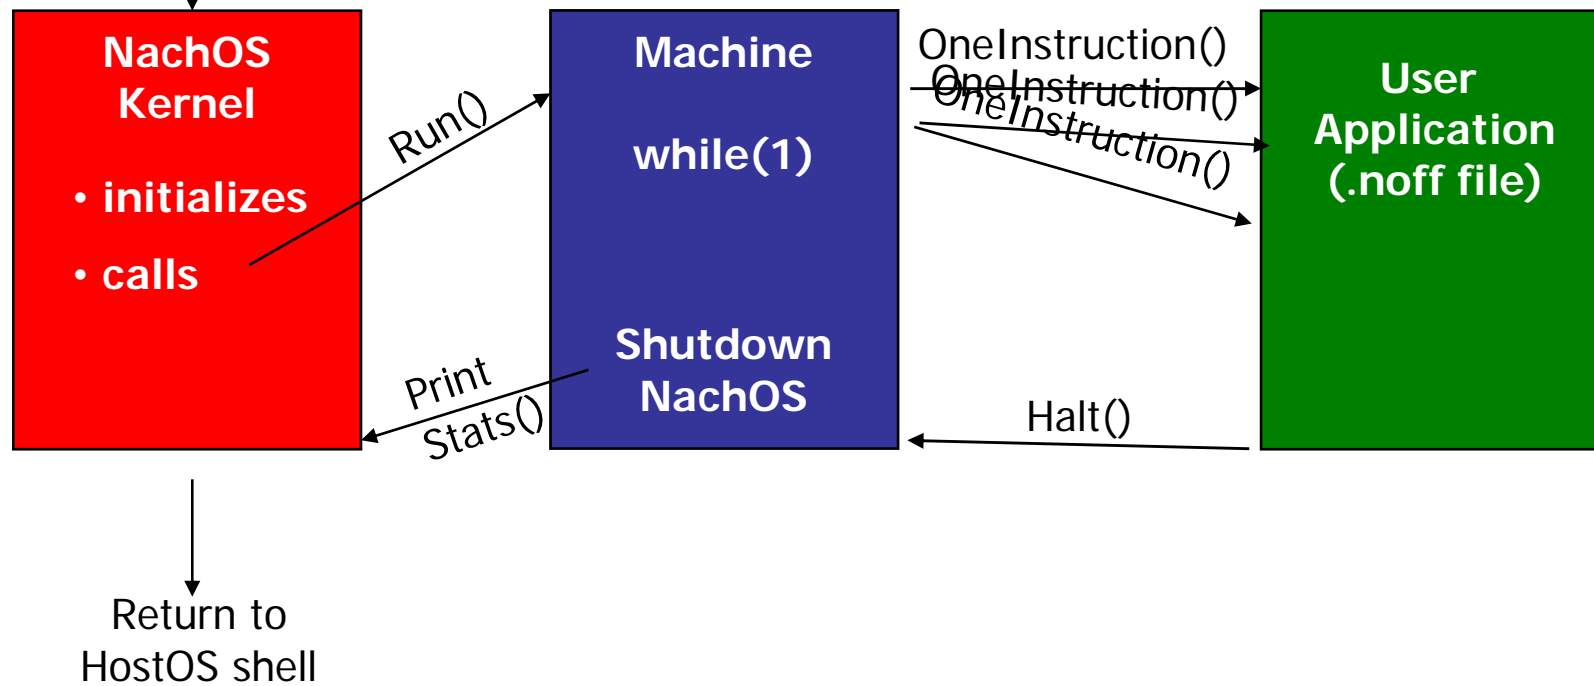 NachOS
Kernel
• initializes
• calls
Run()
Machine
while(1)
Shutdown
NachOS
Print
Stats()
OneInstruction()
OneInstruction()
OneInstruction()
User
Application
(.noff file)
Halt()
Return to
HostOS shell